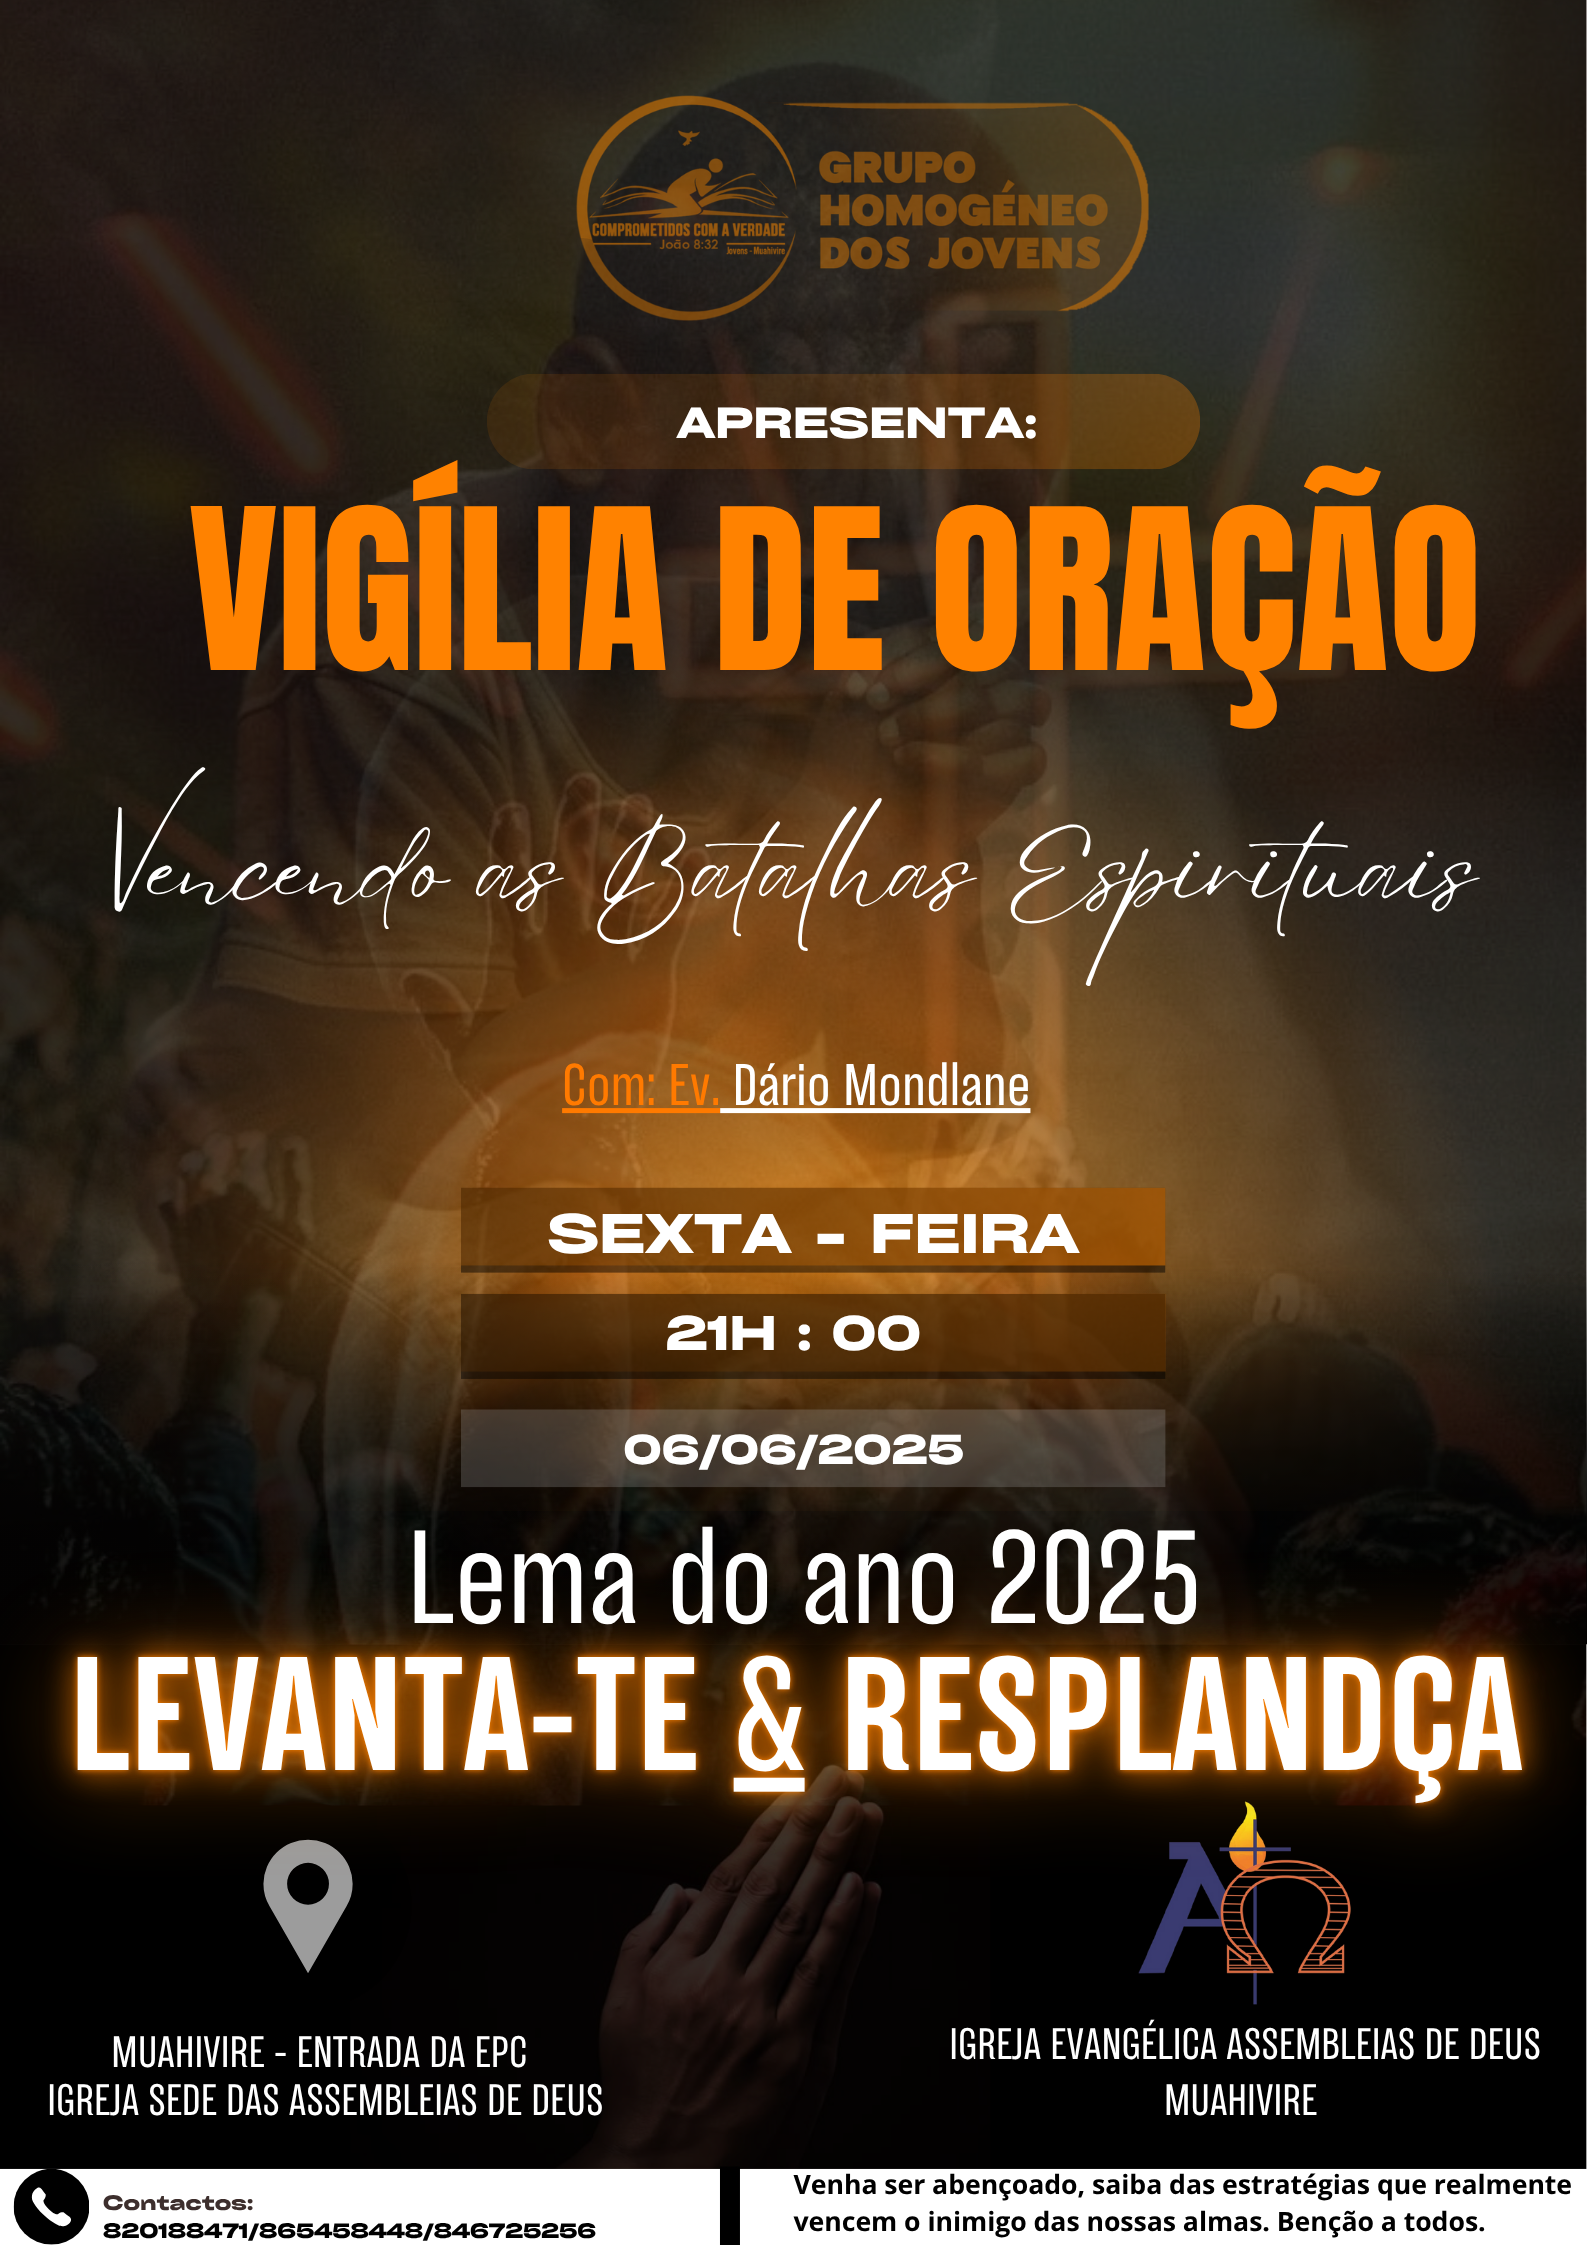 GRUPO
HOMOGÉNEO
DOS JOVENS
COMPROMETIDOS COM A VERDADE
João 8:32
Jovens - Muahivire
APRESENTA:
VIGÍLIA DE ORAÇÃO
Vencendo as Batalhas Espirituais
Com: Ev. Dário Mondlane
SEXTA - FEIRA
21H : 00
06/06/2025
Lema do ano 2025
LEVANTA-TE & RESPLANDÇA
MUAHIVIRE - ENTRADA DA EPC
IGREJA SEDE DAS ASSEMBLEIAS DE DEUS
IGREJA EVANGÉLICA ASSEMBLEIAS DE DEUS
MUAHIVIRE
Contactos:
820188471/865458448/846725256
Venha ser abençoado, saiba das estratégias que realmente
vencem o inimigo das nossas almas. Benção a todos.